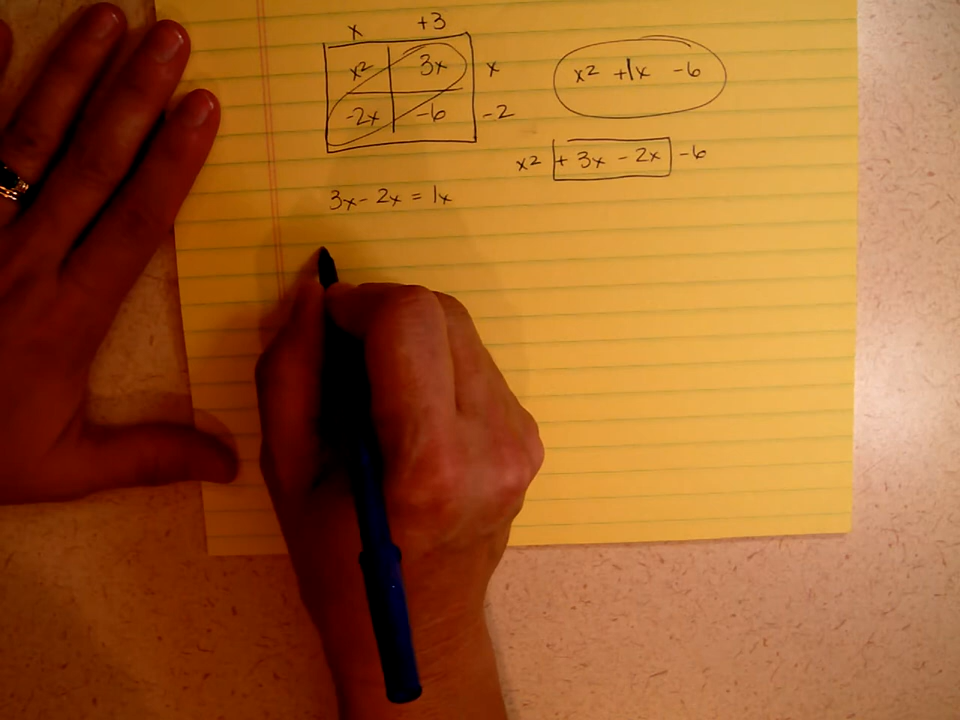 x +3
x² 3x x
-2x -6 -2
x² +1x -6
x² + 3x - 2x -6
3x - 2x = 1x